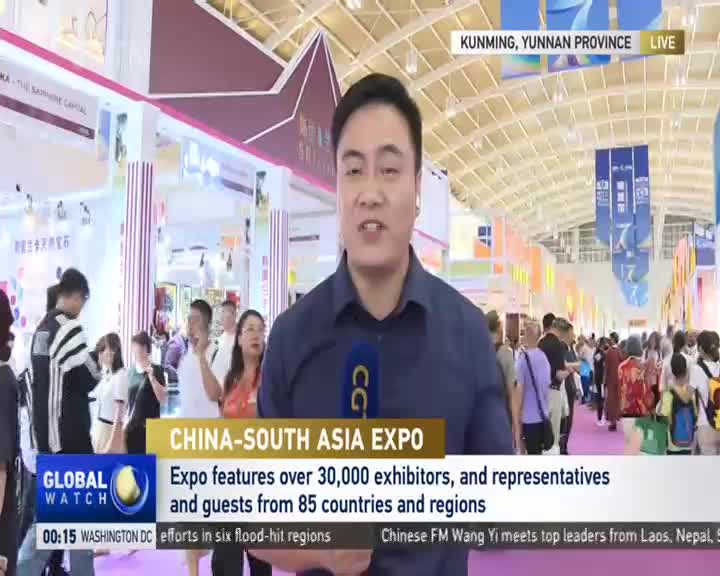 KUNMING, YUNNAN PROVINCE LIVE
KA - THE SAPPHIRE CAPITAL
CG
CHINA-SOUTH ASIA EXPO
Expo features over 30,000 exhibitors, and representatives
and guests from 85 countries and regions
GLOBAL
WATCH
00:15 WASHINGTON DC efforts in six flood-hit regions Chinese FM Wang Yi meets top leaders from Laos, Nepal,